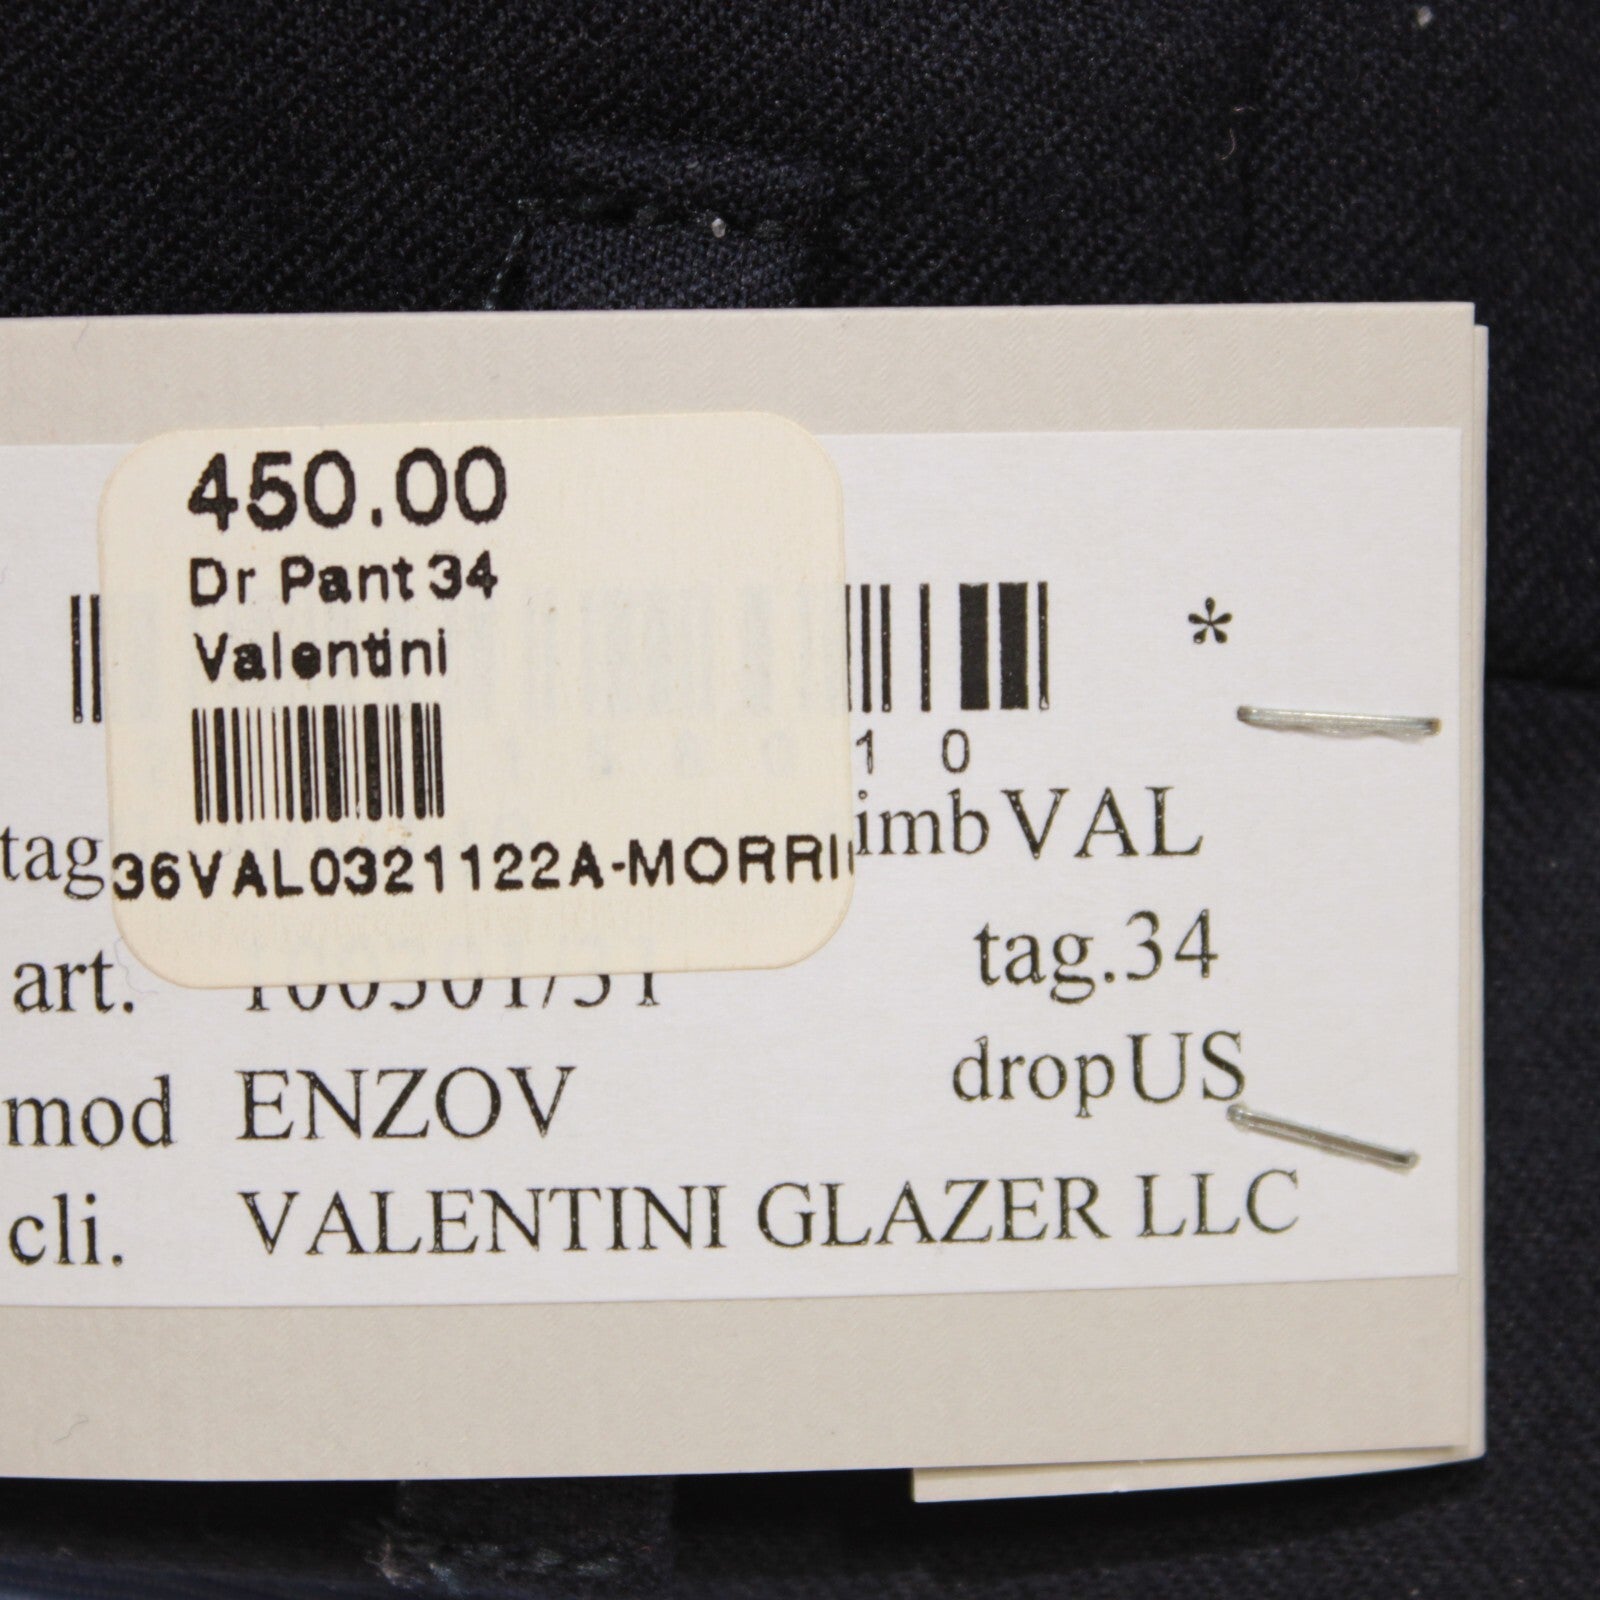 450.00
Dr Pant 34
Valentini
*
1 0
36VAL0321122A-MORRI
tag
imb VAL
art.
tag.34
mod ENZOV
drop US
cli. VALENTINI GLAZER LLC